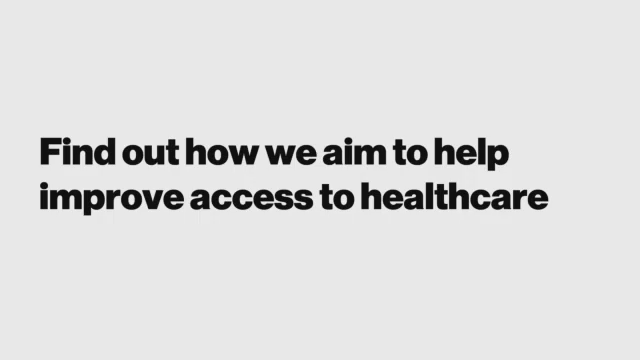 Find out how we aim to help
improve access to healthcare